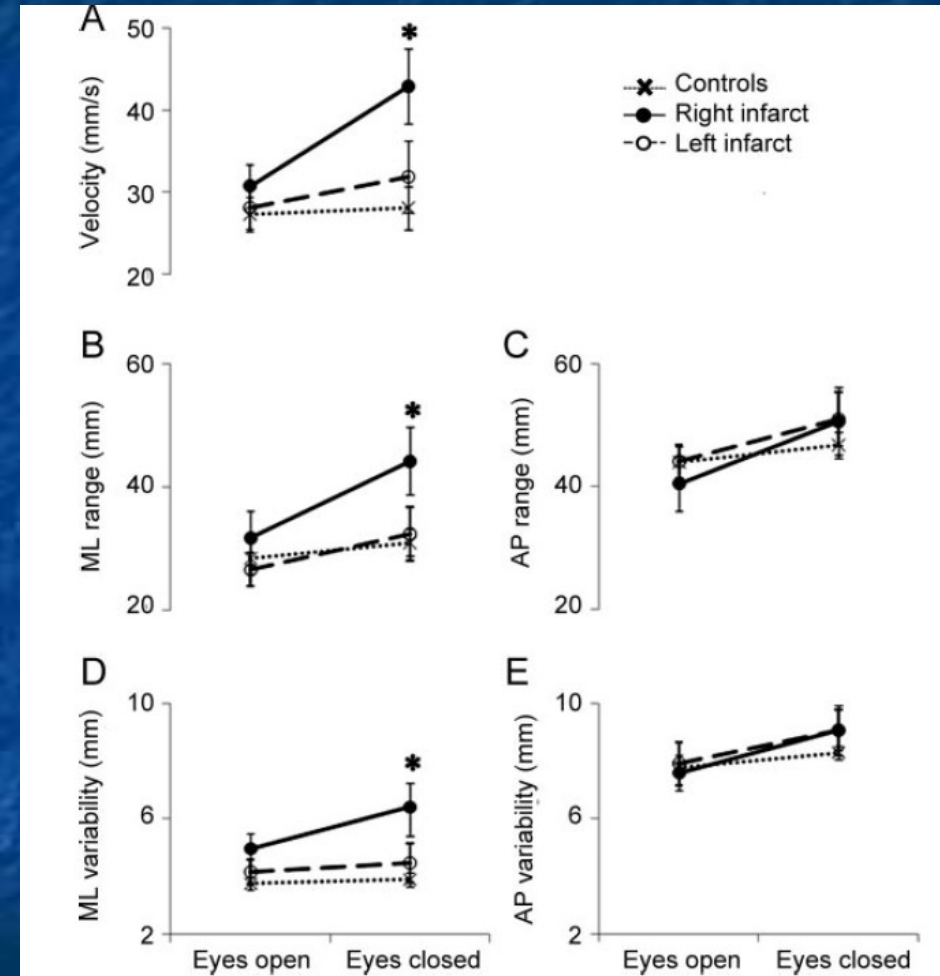 A
50
40
30
20
Velocity (mm/s)
*
Controls
Right infarct
Left infarct
B
60
40
20
ML range (mm)
*
C
60
40
20
AP range (mm)
D
10
6
2
ML variability (mm)
*
Eyes open Eyes closed
E
10
6
2
AP variability (mm)
Eyes open Eyes closed